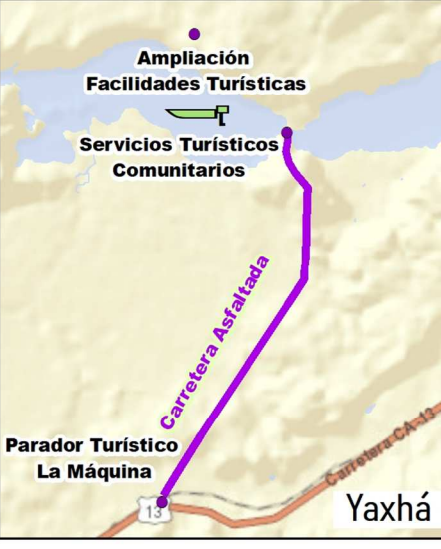 Ampliación
Facilidades Turísticas
Servicios Turísticos
Comunitarios
Carretera Asfaltada
Parador Turístico
La Máquina
Carretera CA-13
13
Yaxhá